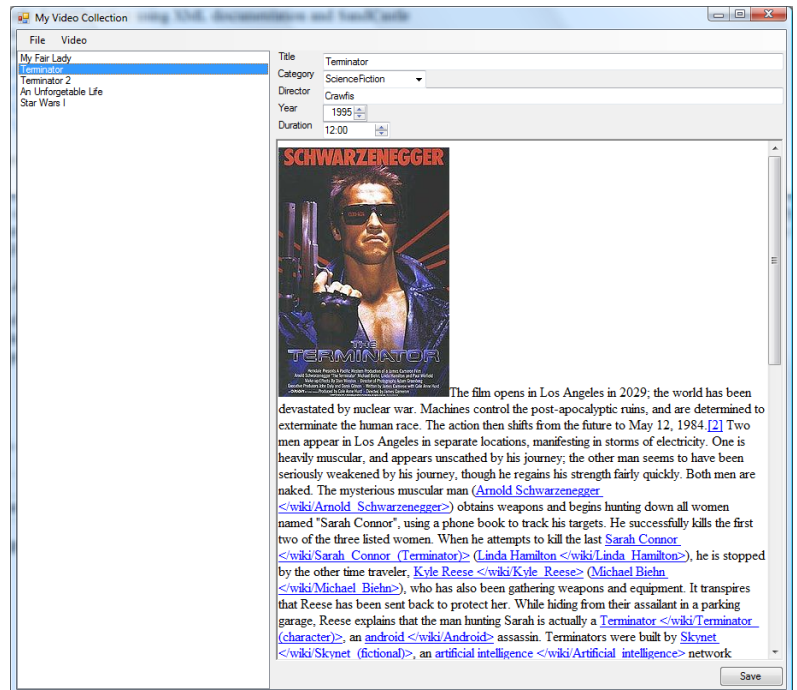 My Video Collection
using XML documentation and SandCastle
File Video
My Fair Lady
Terminator
Terminator 2
An Unforgetable Life
Star Wars I
Title Terminator
Category ScienceFiction
Director Crawfis
Year 1995
Duration 12:00
SCHWARZENEGGER
THE
TERMINATOR
The film opens in Los Angeles in 2029; the world has been
devastated by nuclear war. Machines control the post-apocalyptic ruins, and are determined to
exterminate the human race. The action then shifts from the future to May 12, 1984.[2] Two
men appear in Los Angeles in separate locations, manifesting in storms of electricity. One is
heavily muscular, and appears unscathed by his journey; the other man seems to have been
seriously weakened by his journey, though he regains his strength fairly quickly. Both men are
naked. The mysterious muscular man (Arnold Schwarzenegger
</wiki/Arnold_Schwarzenegger>) obtains weapons and begins hunting down all women
named "Sarah Connor", using a phone book to track his targets. He successfully kills the first
two of the three listed women. When he attempts to kill the last Sarah Connor
</wiki/Sarah_Connor_(Terminator)> (Linda Hamilton </wiki/Linda_Hamilton>), he is stopped
by the other time traveler, Kyle Reese </wiki/Kyle_Reese> (Michael Biehn
</wiki/Michael_Biehn>), who has also been gathering weapons and equipment. It transpires
that Reese has been sent back to protect her. While hiding from their assailant in a parking
garage, Reese explains that the man hunting Sarah is actually a Terminator </wiki/Terminator_
(character)>, an android </wiki/Android> assassin. Terminators were built by Skynet
</wiki/Skynet_(fictional)>, an artificial intelligence </wiki/Artificial_intelligence> network
Save